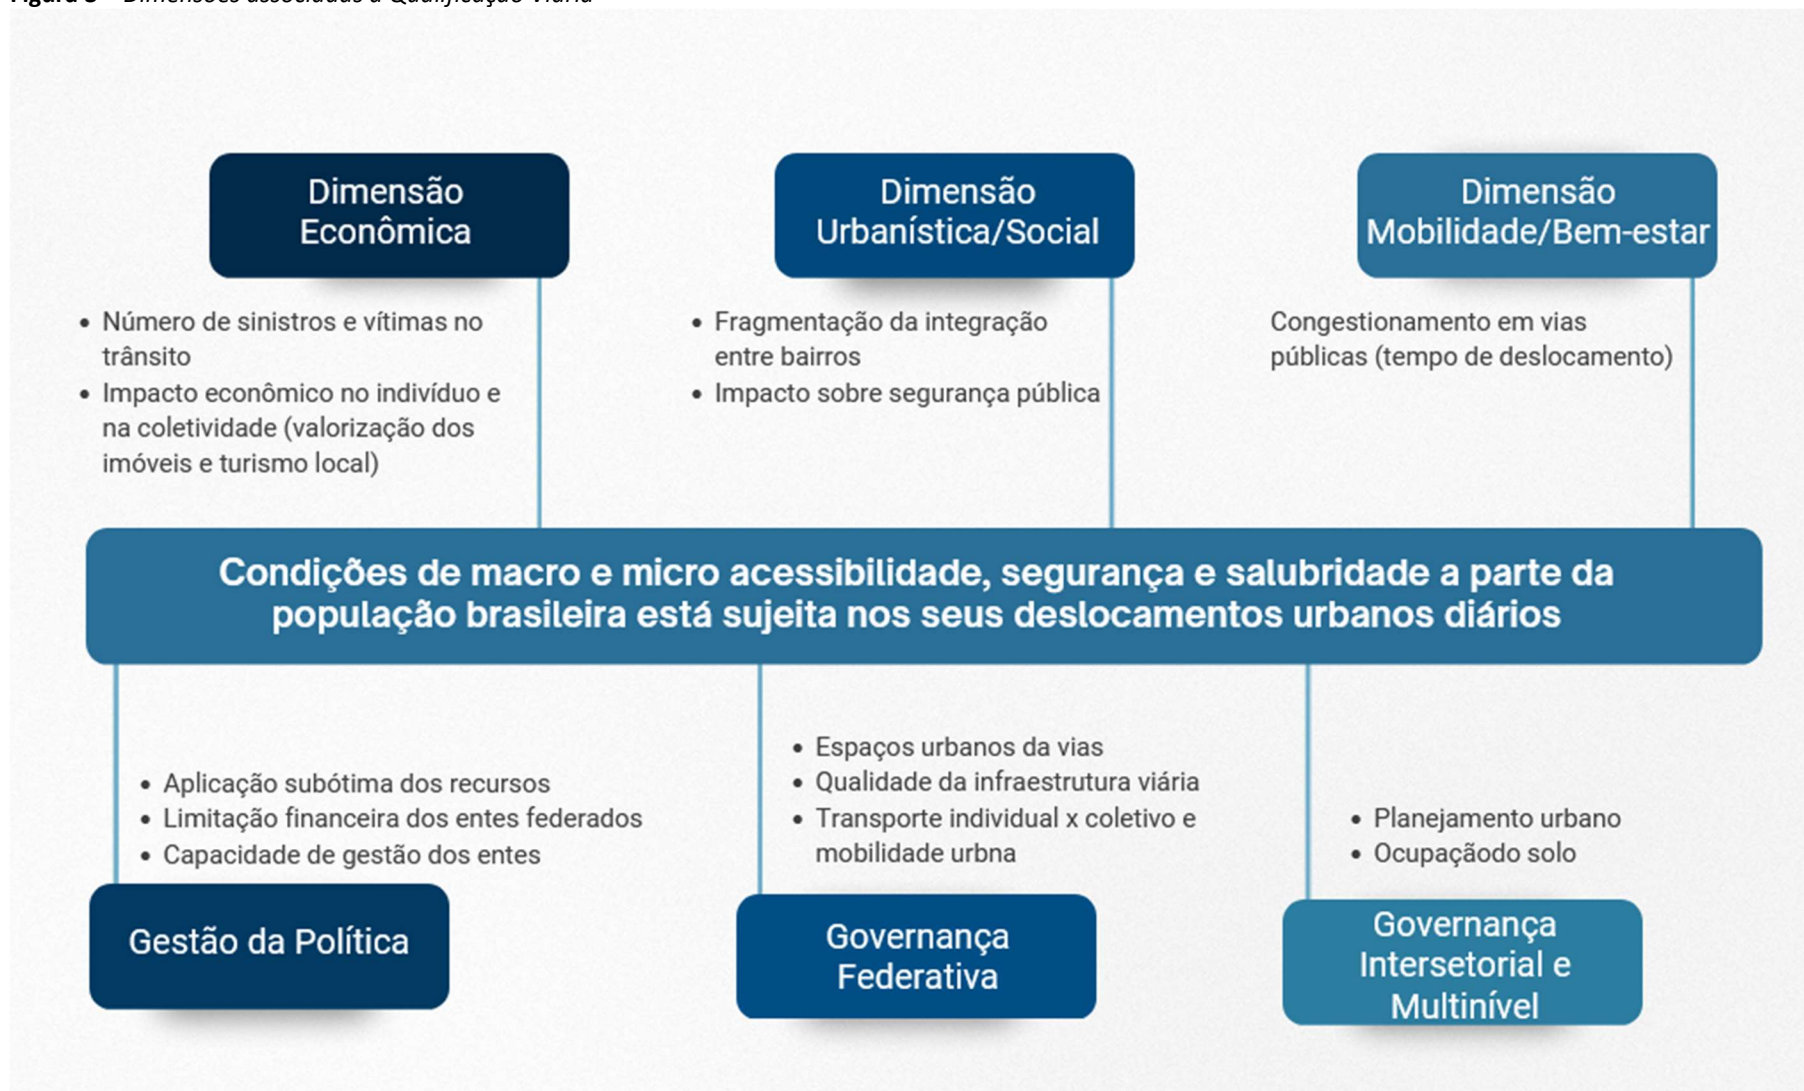 Dimensões associadas à Qualificação Viária
Dimensão
Econômica
• Número de sinistros e vítimas no
trânsito
• Impacto econômico no indivíduo e
na coletividade (valorização dos
imóveis e turismo local)
Dimensão
Urbanística/Social
• Fragmentação da integração
entre bairros
• Impacto sobre segurança pública
Dimensão
Mobilidade/Bem-estar
Congestionamento em vias
públicas (tempo de deslocamento)
Condições de macro e micro acessibilidade, segurança e salubridade a parte da
população brasileira está sujeita nos seus deslocamentos urbanos diários
• Aplicação subótima dos recursos
• Limitação financeira dos entes federados
• Capacidade de gestão dos entes
Gestão da Política
• Espaços urbanos da vias
• Qualidade da infraestrutura viária
• Transporte individual x coletivo e
mobilidade urbna
Governança
Federativa
• Planejamento urbano
• Ocupaçãodo solo
Governança
Intersetorial e
Multinível